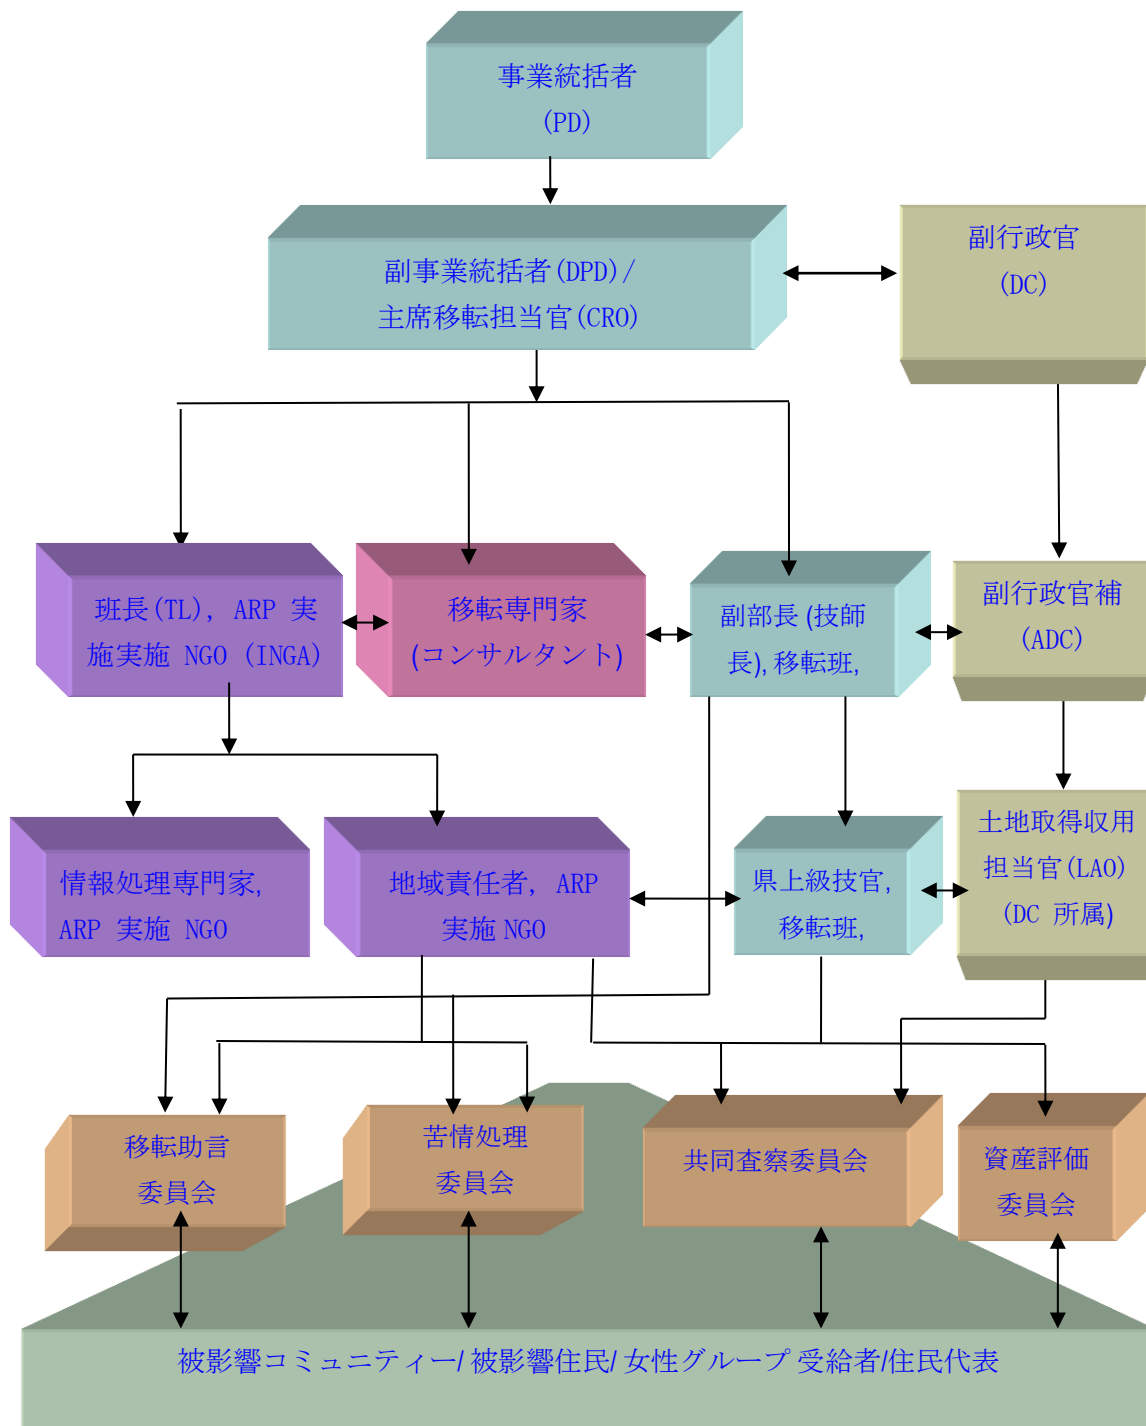 事業統括者
(PD)
副事業統括者(DPD)/
主席移転担当官(CRO)
副行政官
(DC)
班長(TL), ARP 実
施実施 NGO (INGA)
移転専門家
(コンサルタント)
副部長 (技師
長), 移転班,
副行政官補
(ADC)
情報処理専門家,
ARP 実施 NGO
地域責任者, ARP
実施 NGO
県上級技官,
移転班,
土地取得収用
担当官(LAO)
(DC 所属)
移転助言
委員会
苦情処理
委員会
共同査察委員会
資産評価
委員会
被影響コミュニティー/ 被影響住民/ 女性グループ 受給者/住民代表